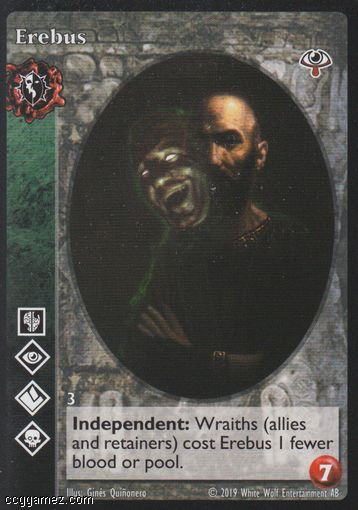 Erebus
3
Independent: Wraiths (allies
and retainers) cost Erebus 1 fewer
blood or pool.
7
Illus: Ginés Quiñonero
© 2019 White Wolf Entertainment AB
ccggamez.com